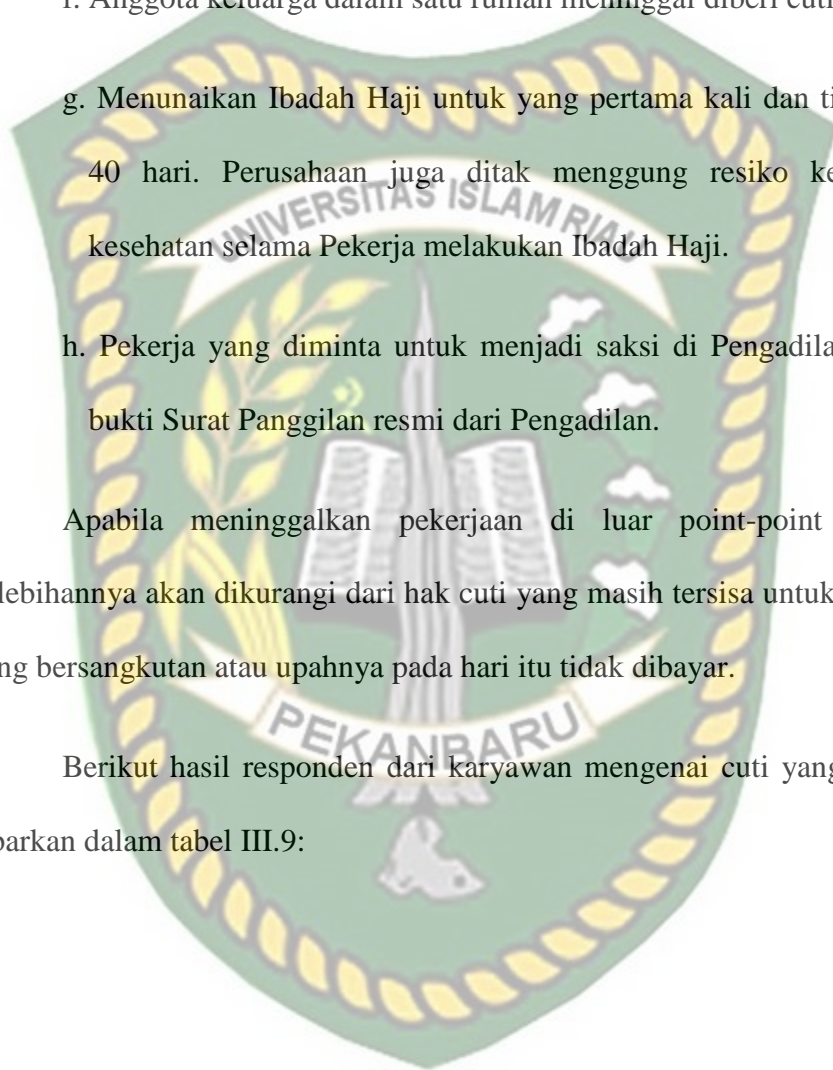 f. Anggota keluarga dalam satu rumah meninggal diberi cuti
g. Menunaikan Ibadah Haji untuk yang pertama kali dan
40 hari. Perusahaan juga ditak menggung resiko
UNIVERSITAS ISLAM RIAU
kesehatan selama Pekerja melakukan Ibadah Haji.
h. Pekerja yang diminta untuk menjadi saksi di
bukti Surat Panggilan resmi dari Pengadilan.
Apabila meninggalkan pekerjaan di luar point-point
lebihannya akan dikurangi dari hak cuti yang masih tersisa untuk
ng bersangkutan atau upahnya pada hari itu tidak dibayar.
PEKANBARU
Berikut hasil responden dari karyawan mengenai cuti yang
barkan dalam tabel III.9: